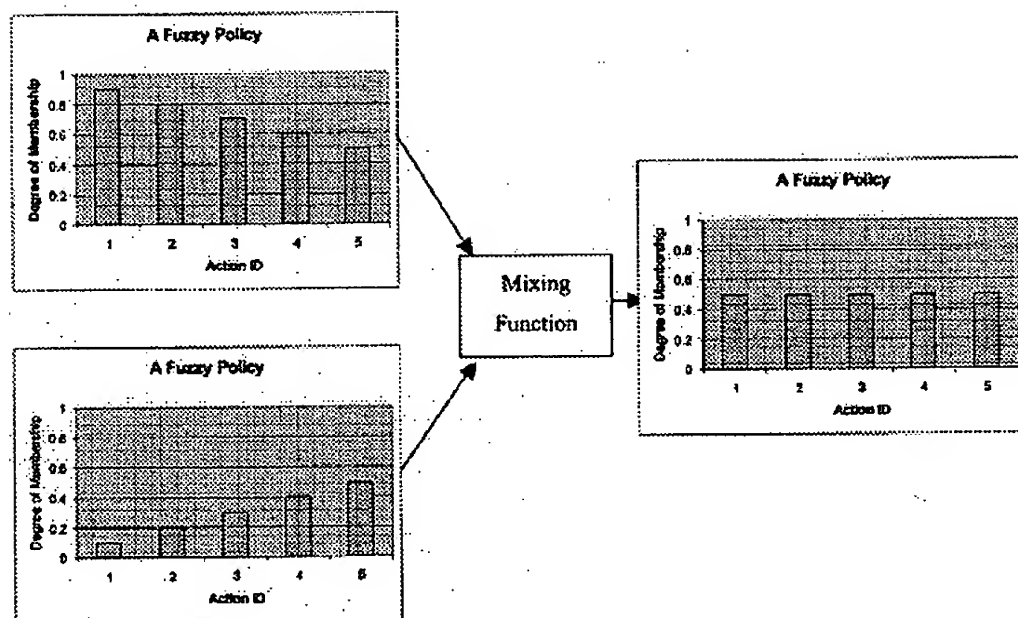 A Fuzzy Policy
Degree of Membership
1
0.8
0.6
0.4
0.2
0
1 2 3 4 5
Action ID
A Fuzzy Policy
Degree of Membership
1
0.8
0.6
0.4
0.2
0
1 2 3 4 5
Action ID
Mixing
Function
A Fuzzy Policy
Degree of Membership
1
0.8
0.6
0.4
0.2
0
1 2 3 4 5
Action ID